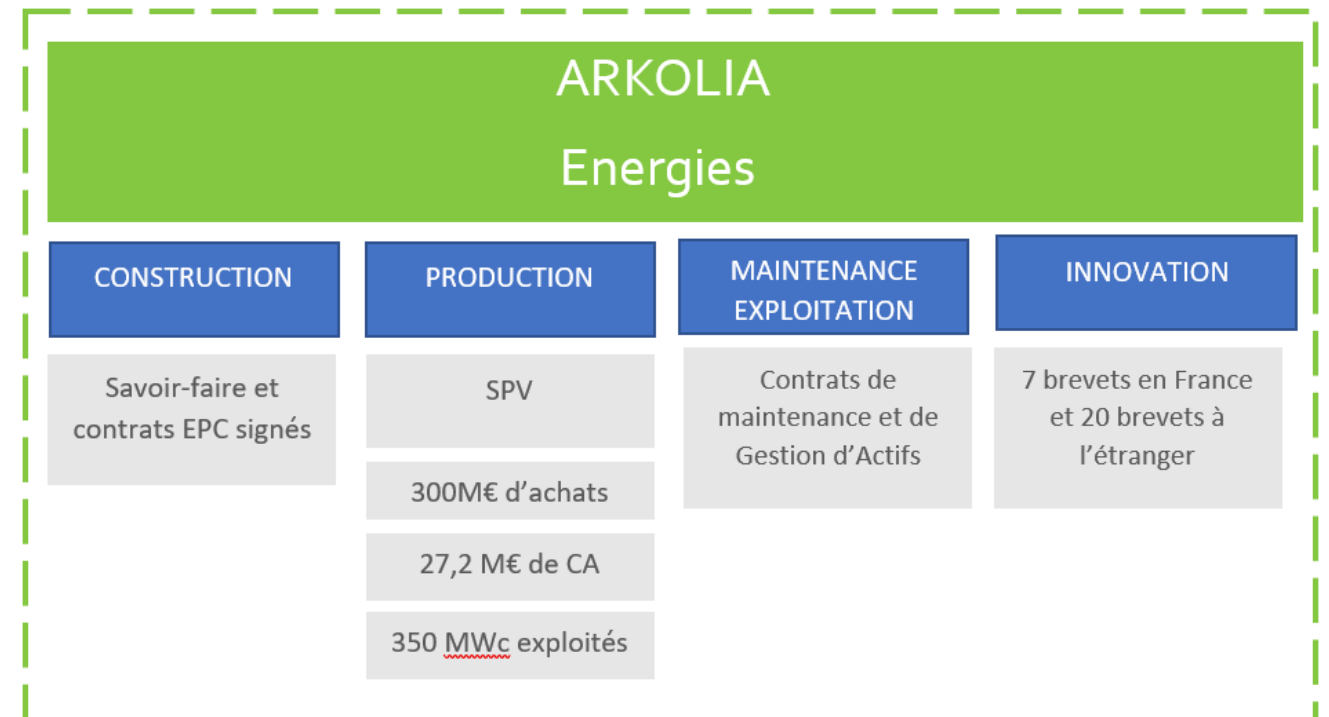 ARKOLIA
Energies
CONSTRUCTION
Savoir-faire et
contrats EPC signés
PRODUCTION
SPV
300M€ d’achats
27,2 M€ de CA
350 MWc exploités
MAINTENANCE
EXPLOITATION
Contrats de
maintenance et de
Gestion d’Actifs
INNOVATION
7 brevets en France
et 20 brevets à
l’étranger